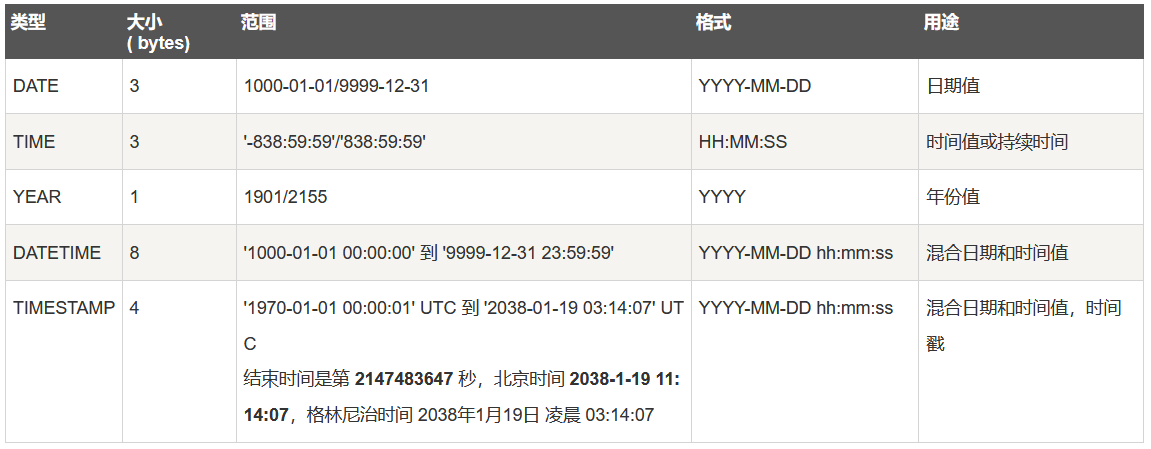 类型 大小 范围 格式 用途
( bytes)
DATE 3 1000-01-01/9999-12-31 YYYY-MM-DD 日期值
TIME 3 '-838:59:59'/'838:59:59' HH:MM:SS 时间值或持续时间
YEAR 1 1901/2155 YYYY 年份值
DATETIME 8 '1000-01-01 00:00:00' 到 '9999-12-31 23:59:59' YYYY-MM-DD hh:mm:ss 混合日期和时间值
TIMESTAMP 4 '1970-01-01 00:00:01' UTC 到 '2038-01-19 03:14:07' UT YYYY-MM-DD hh:mm:ss 混合日期和时间值，时间
C 戳
结束时间是第 2147483647 秒，北京时间 2038-1-19 11:
14:07，格林尼治时间 2038年1月19日 凌晨 03:14:07